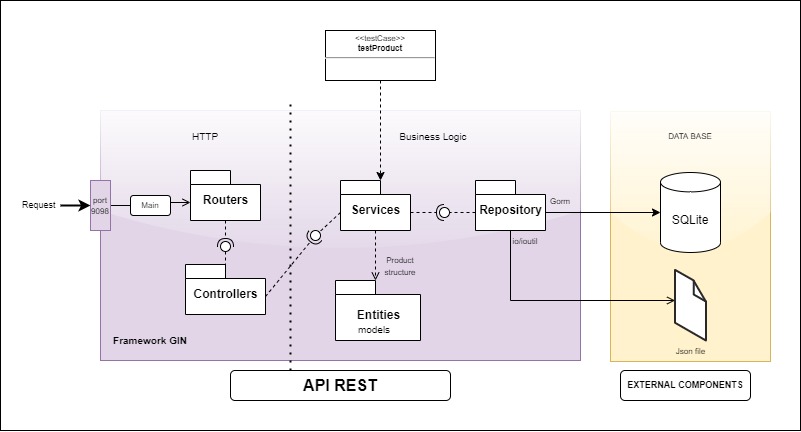 <<testCase>>
testProduct
HTTP
Business Logic
DATA BASE
Request
port
9098
Main
Routers
Services
Repository
Gorm
SQLite
io/ioutil
Product
structure
Controllers
Entities
models
Framework GIN
Json file
API REST
EXTERNAL COMPONENTS